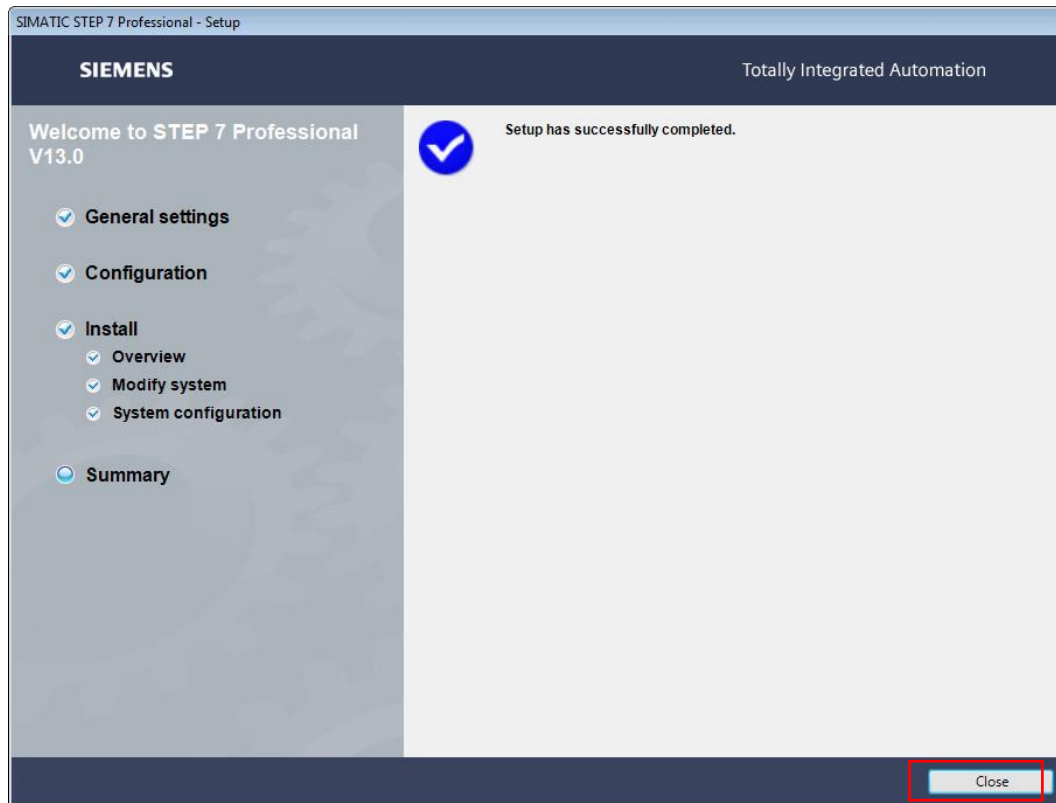 SIMATIC STEP 7 Professional - Setup
SIEMENS
Totally Integrated Automation
Welcome to STEP 7 Professional
V13.0
General settings
Configuration
Install
Overview
Modify system
System configuration
Summary
Setup has successfully completed.
Close